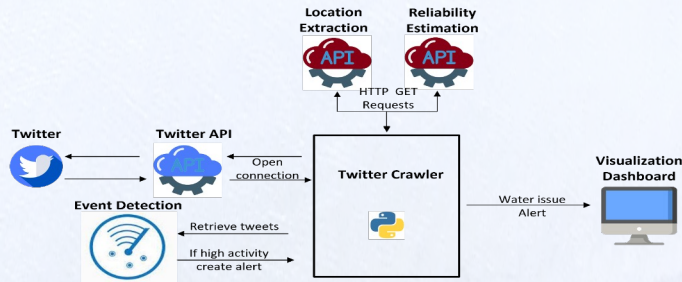 Location
Extraction
Reliability
Estimation
API
API
HTTP GET
Requests
Twitter
Twitter API
API
Open
connection
Twitter Crawler
Visualization
Dashboard
Water issue
Alert
Event Detection
Retrieve tweets
If high activity
create alert